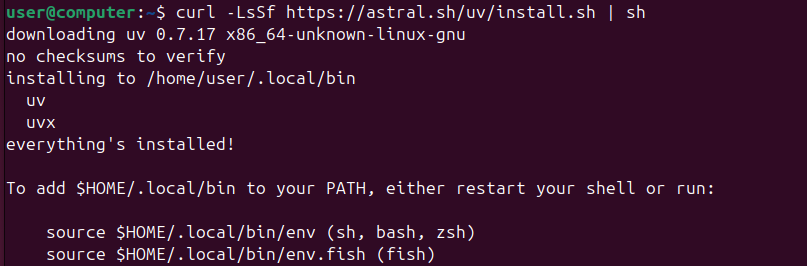 user@computer:~$ curl -LsSf https://astral.sh/uv/install.sh | sh
downloading uv 0.7.17 x86_64-unknown-linux-gnu
no checksums to verify
installing to /home/user/.local/bin
  uv
  uvx
everything's installed!

To add $HOME/.local/bin to your PATH, either restart your shell or run:

    source $HOME/.local/bin/env (sh, bash, zsh)
    source $HOME/.local/bin/env.fish (fish)